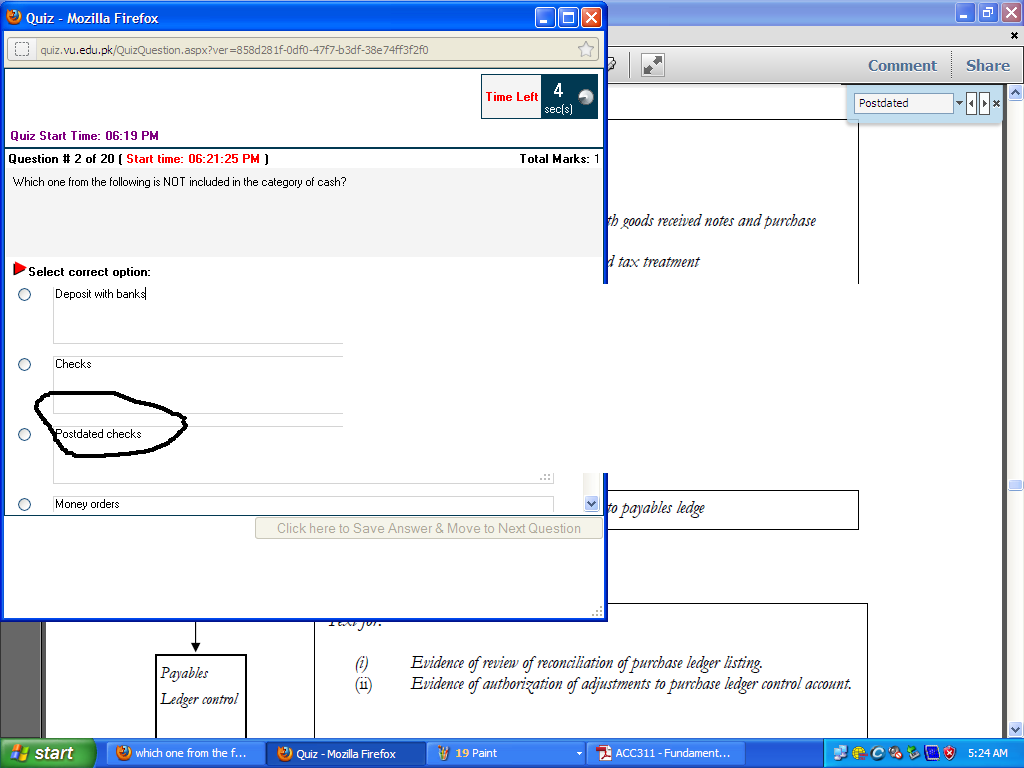 Quiz - Mozilla Firefox
quiz.vu.edu.pk/QuizQuestion.aspx?ver=858d281f-0df0-47f7-b3df-38e74ff3f2f0
Time Left 4 sec(s)
Quiz Start Time: 06:19 PM
Question # 2 of 20 ( Start time: 06:21:25 PM ) Total Marks: 1
Which one from the following is NOT included in the category of cash?
Select correct option:
Deposit with banks
Checks
Postdated checks
Money orders
Click here to Save Answer & Move to Next Question
Comment Share
Postdated
goods received notes and purchase
tax treatment
to payables ledge
Text for:
(i) Evidence of review of reconciliation of purchase ledger listing.
(ii) Evidence of authorization of adjustments to purchase ledger control account.
Payables
Ledger control
start which one from the f... Quiz - Mozilla Firefox 19 Paint ACC311 - Fundament... 5:24 AM